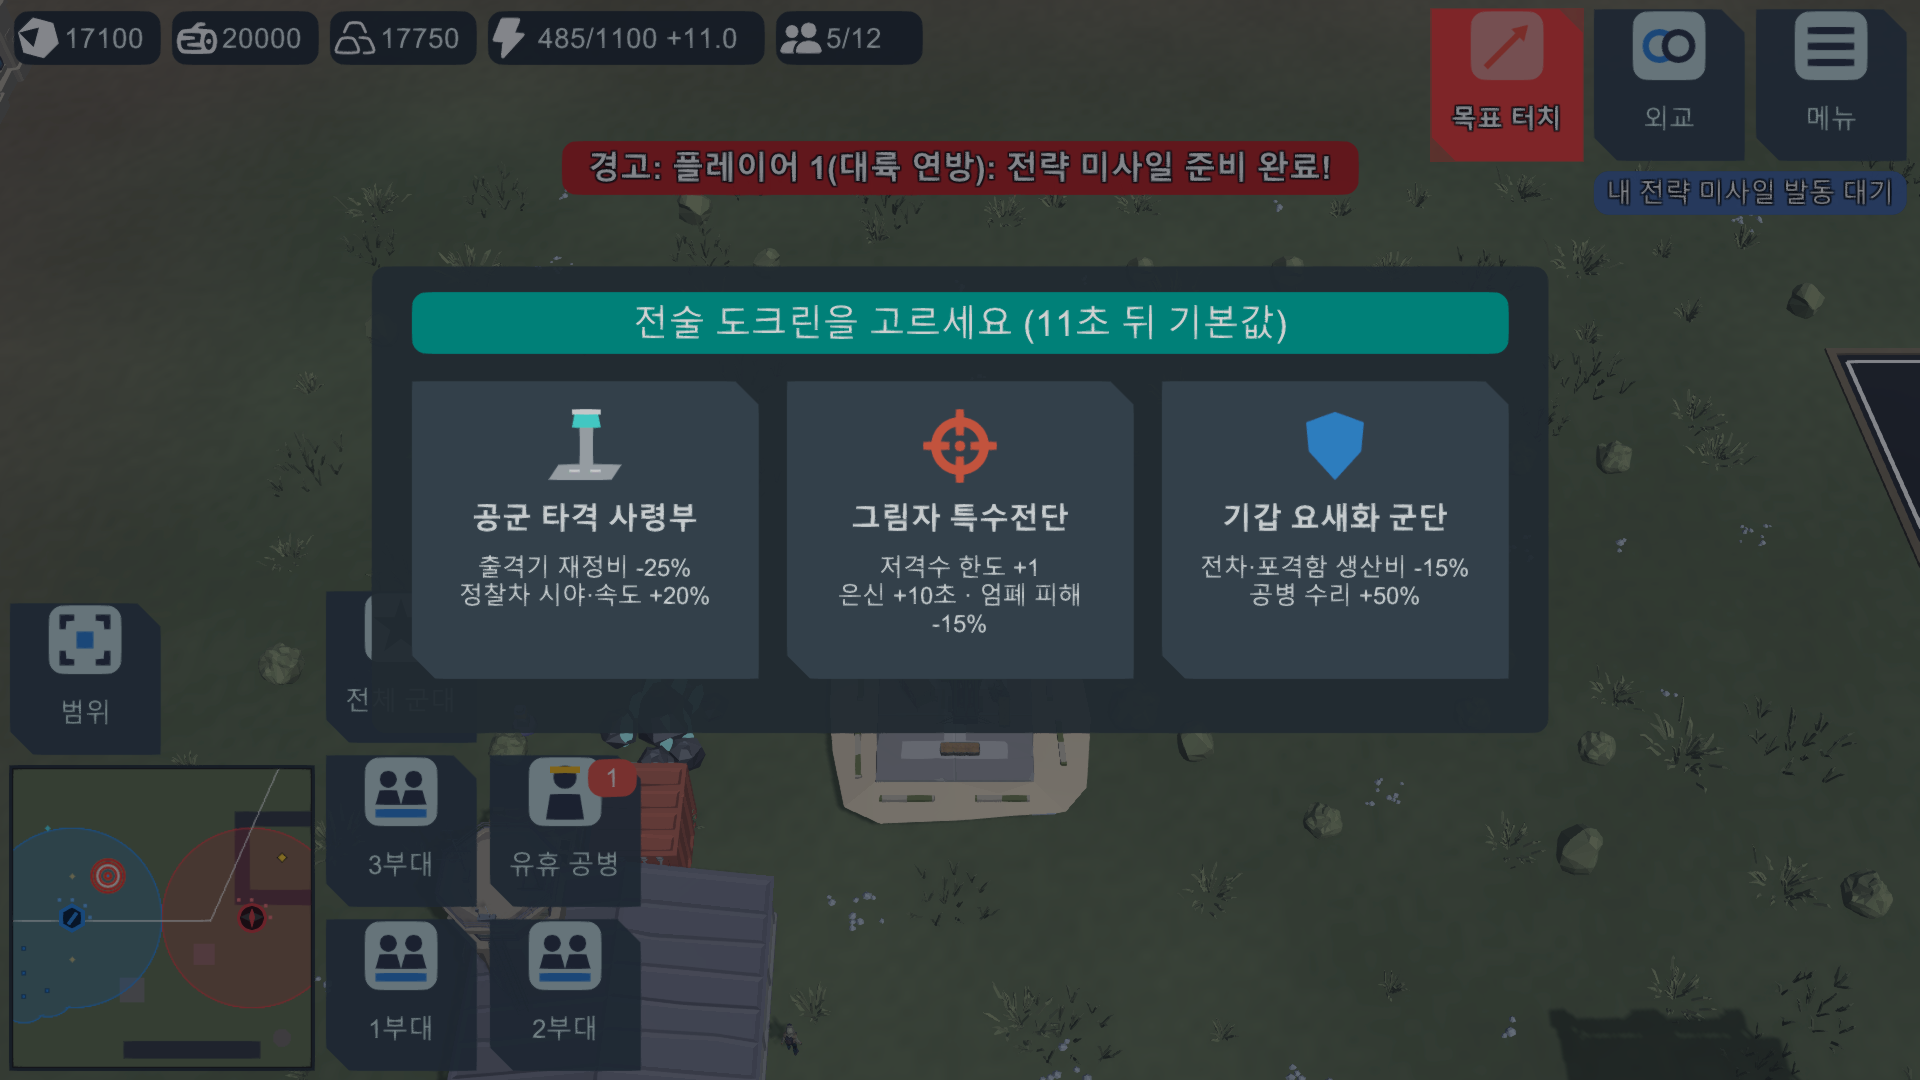 17100
20000
17750
485/1100 +11.0
5/12
목표 터치
외교
메뉴
경고: 플레이어 1(대륙 연방): 전략 미사일 준비 완료!
내 전략 미사일 발동 대기
전술 도크린을 고르세요 (11초 뒤 기본값)
공군 타격 사령부
출격기 재정비 -25%
정찰차 시야·속도 +20%
그림자 특수전단
저격수 한도 +1
은신 +10초 · 엄폐 피해
-15%
기갑 요새화 군단
전차·포격함 생산비 -15%
공병 수리 +50%
범위
전체 군대
3부대
1
유휴 공병
1부대
2부대